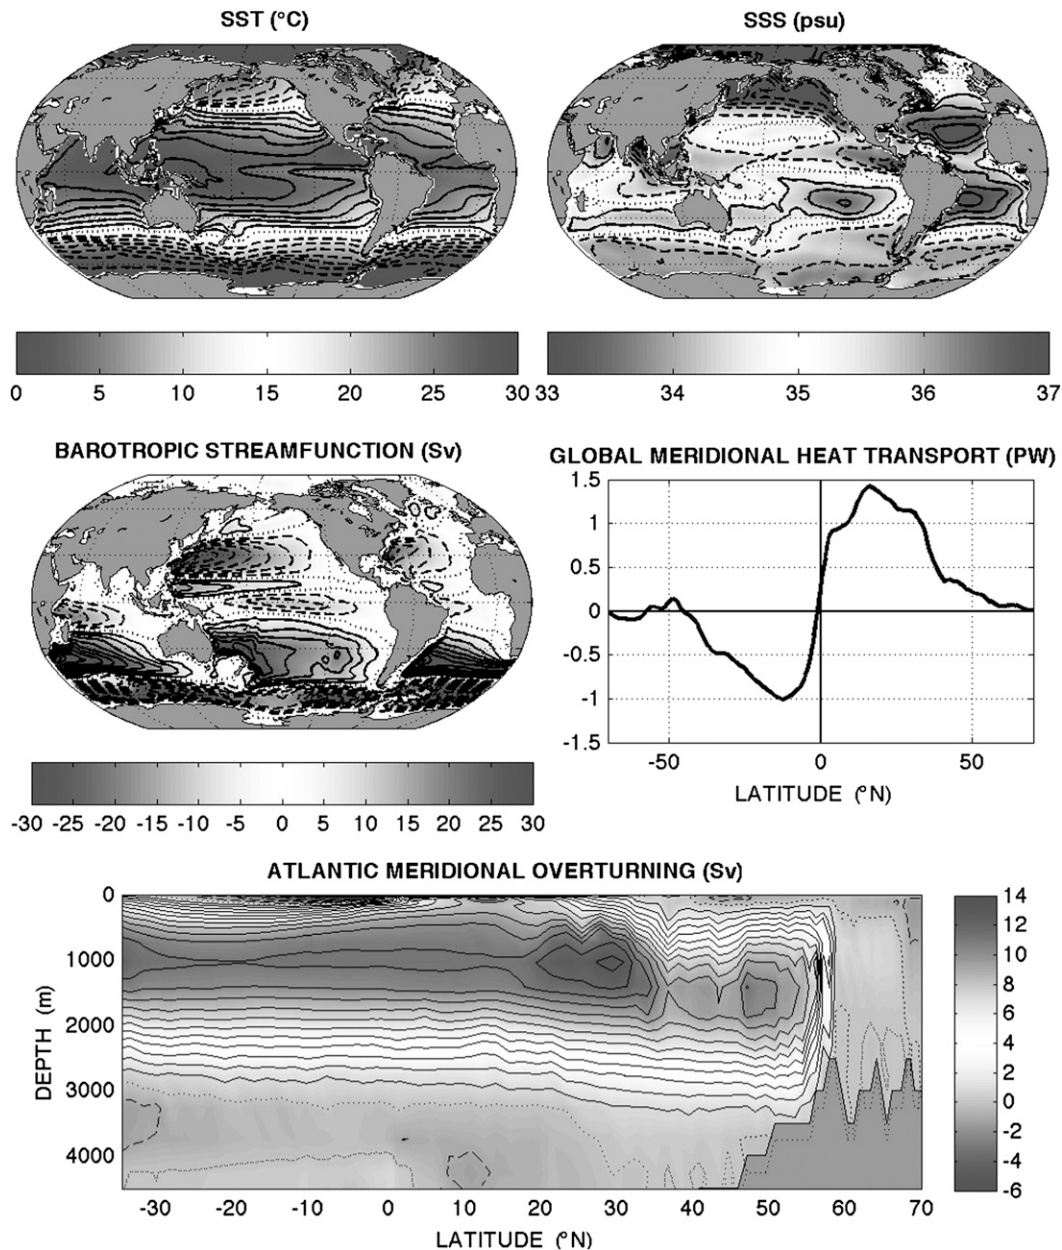 SST (°C)
SSS (psu)
0 5 10 15 20 25 30
33 34 35 36 37
BAROTROPIC STREAMFUNCTION (Sv)
-30 -25 -20 -15 -10 -5 0 5 10 15 20 25 30
GLOBAL MERIDIONAL HEAT TRANSPORT (PW)
1.5
1
0.5
0
-0.5
-1
-1.5
-50 0 50
LATITUDE (°N)
ATLANTIC MERIDIONAL OVERTURNING (Sv)
0
1000
2000
3000
4000
DEPTH (m)
-30 -20 -10 0 10 20 30 40 50 60 70
LATITUDE (°N)
14
12
10
8
6
4
2
0
-2
-4
-6